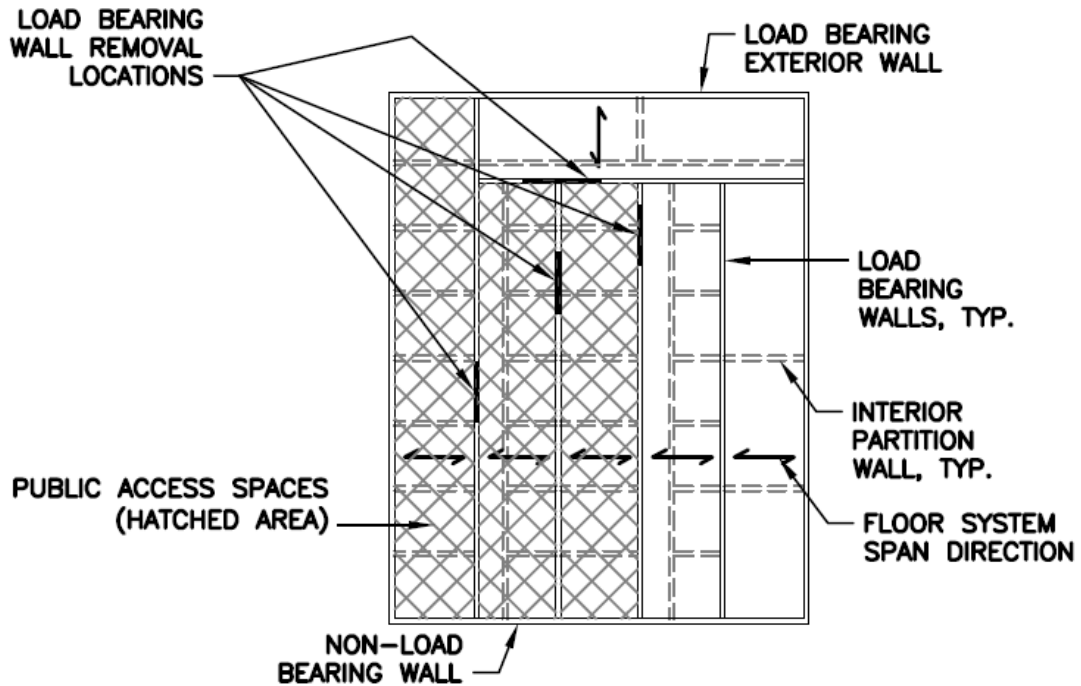 LOAD BEARING
WALL REMOVAL
LOCATIONS
LOAD BEARING
EXTERIOR WALL
LOAD
BEARING
WALLS, TYP.
INTERIOR
PARTITION
WALL, TYP.
PUBLIC ACCESS SPACES
(HATCHED AREA)
FLOOR SYSTEM
SPAN DIRECTION
NON-LOAD
BEARING WALL